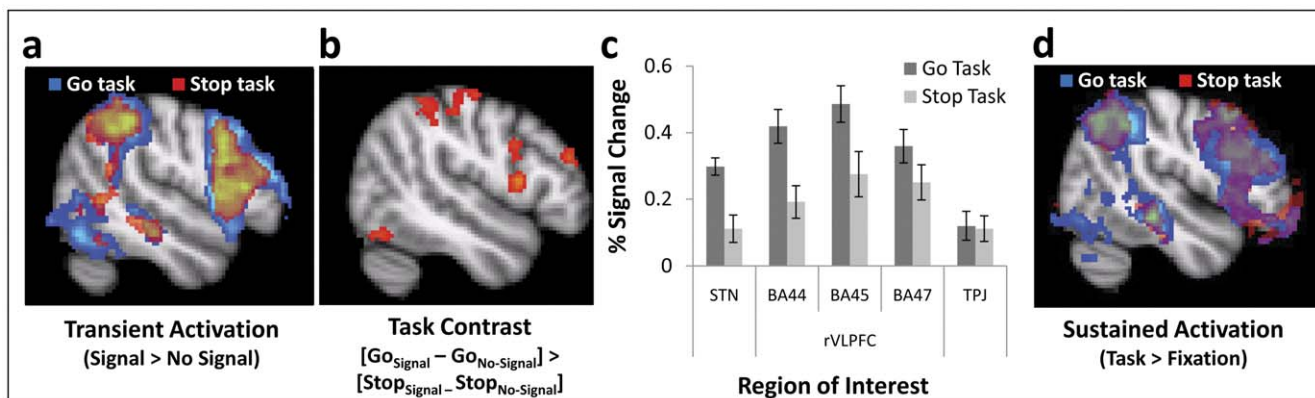 a
Go task Stop task
Transient Activation
(Signal > No Signal)
b
Task Contrast
[GoSignal – GoNo-Signal] >
[StopSignal – StopNo-Signal]
c
% Signal Change
0.6
0.4
0.2
0
Go Task
Stop Task
STN BA44 BA45 BA47 TPJ
rVLPFC
Region of Interest
d
Go task Stop task
Sustained Activation
(Task > Fixation)